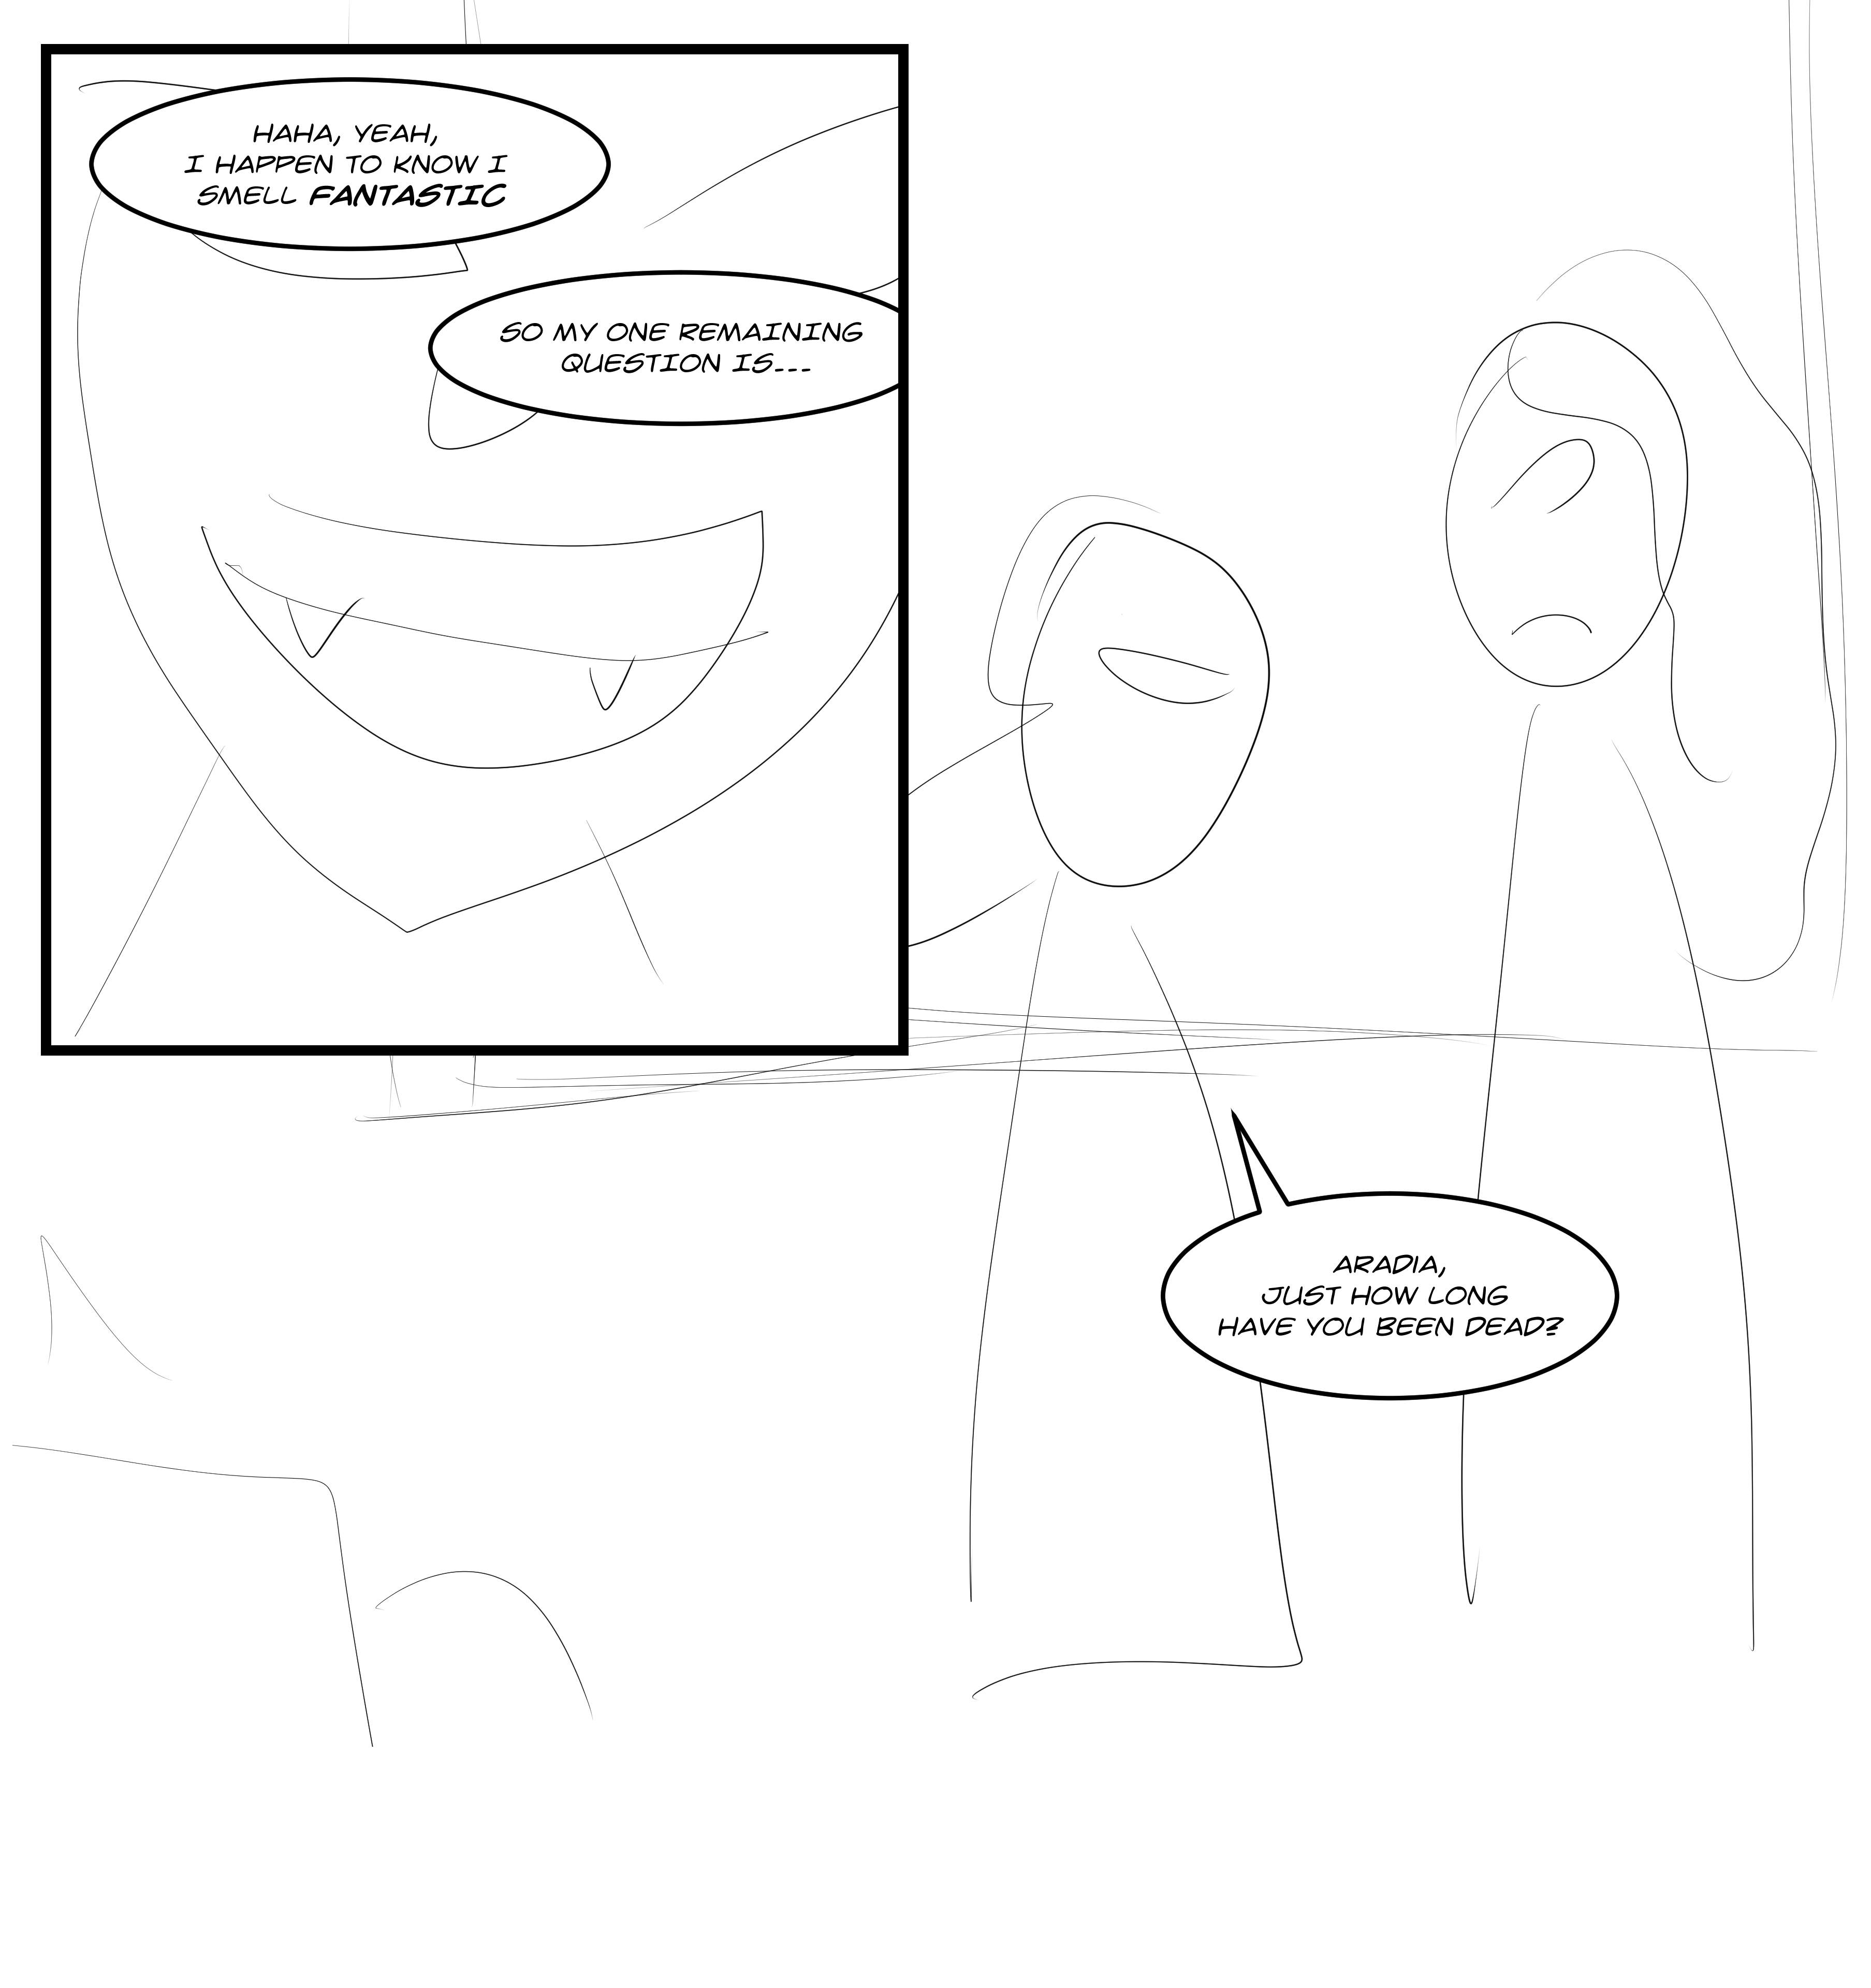 HAHA, YEAH,
I HAPPEN TO KNOW I
SMELL FANTASTIC
SO MY ONE REMAINING
QUESTION IS...
ARADIA,
JUST HOW LONG
HAVE YOU BEEN DEAD?